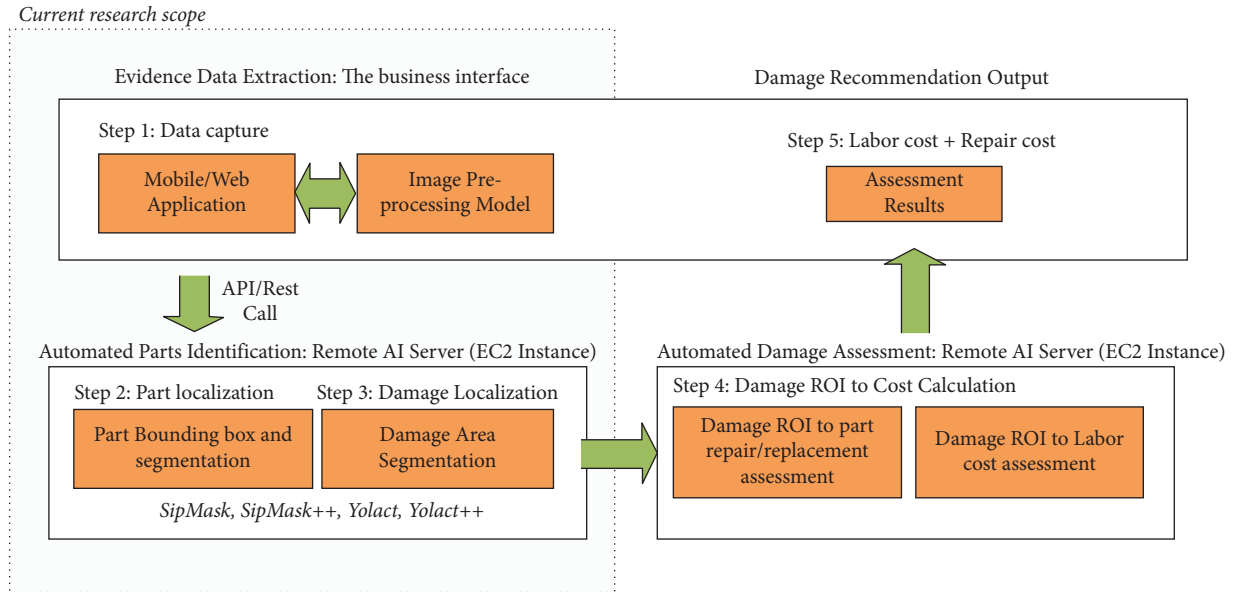 Current research scope
Evidence Data Extraction: The business interface
Damage Recommendation Output
Step 1: Data capture
Mobile/Web
Application
Image Pre-
processing Model
Step 5: Labor cost + Repair cost
Assessment
Results
API/Rest
Call
Automated Parts Identification: Remote AI Server (EC2 Instance)
Step 2: Part localization
Part Bounding box and
segmentation
Step 3: Damage Localization
Damage Area
Segmentation
SipMask, SipMask++, Yolact, Yolact++
Automated Damage Assessment: Remote AI Server (EC2 Instance)
Step 4: Damage ROI to Cost Calculation
Damage ROI to part
repair/replacement
assessment
Damage ROI to Labor
cost assessment